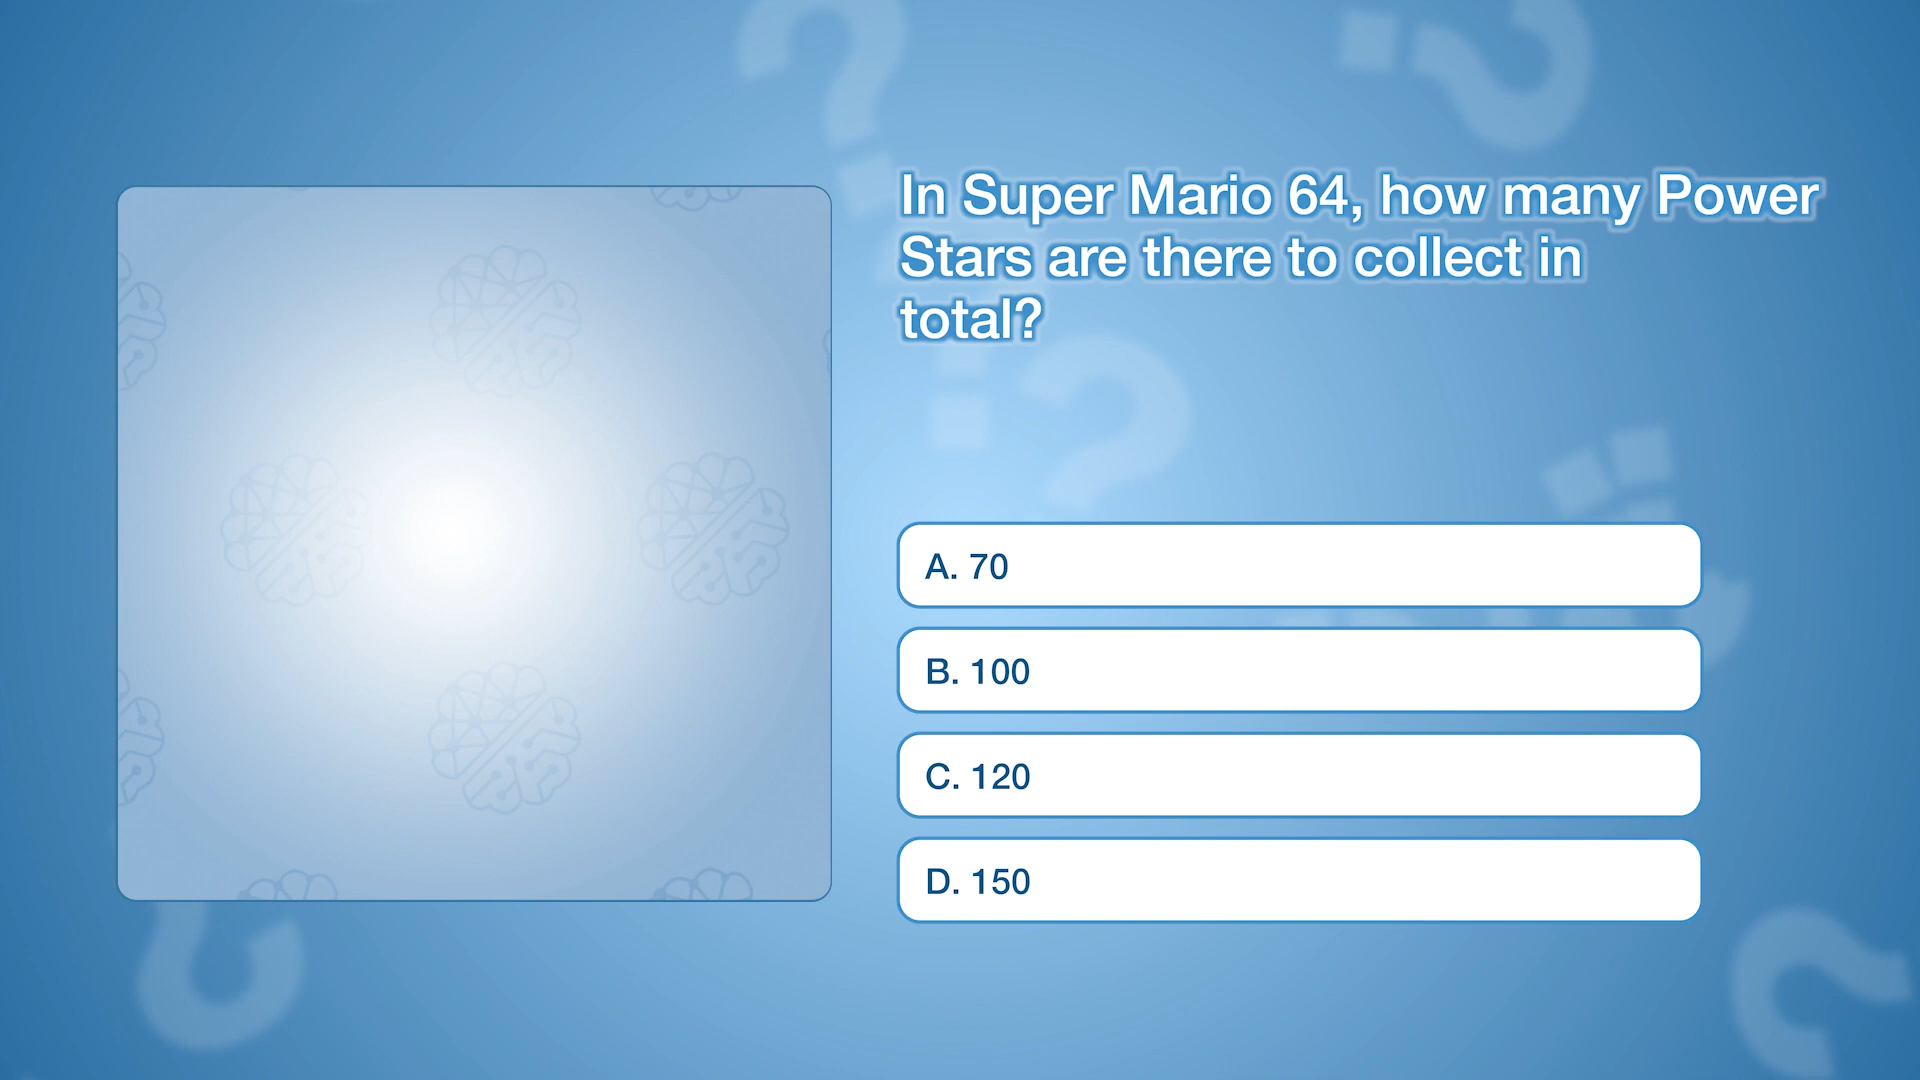 In Super Mario 64, how many Power
Stars are there to collect in
total?
A. 70
B. 100
C. 120
D. 150